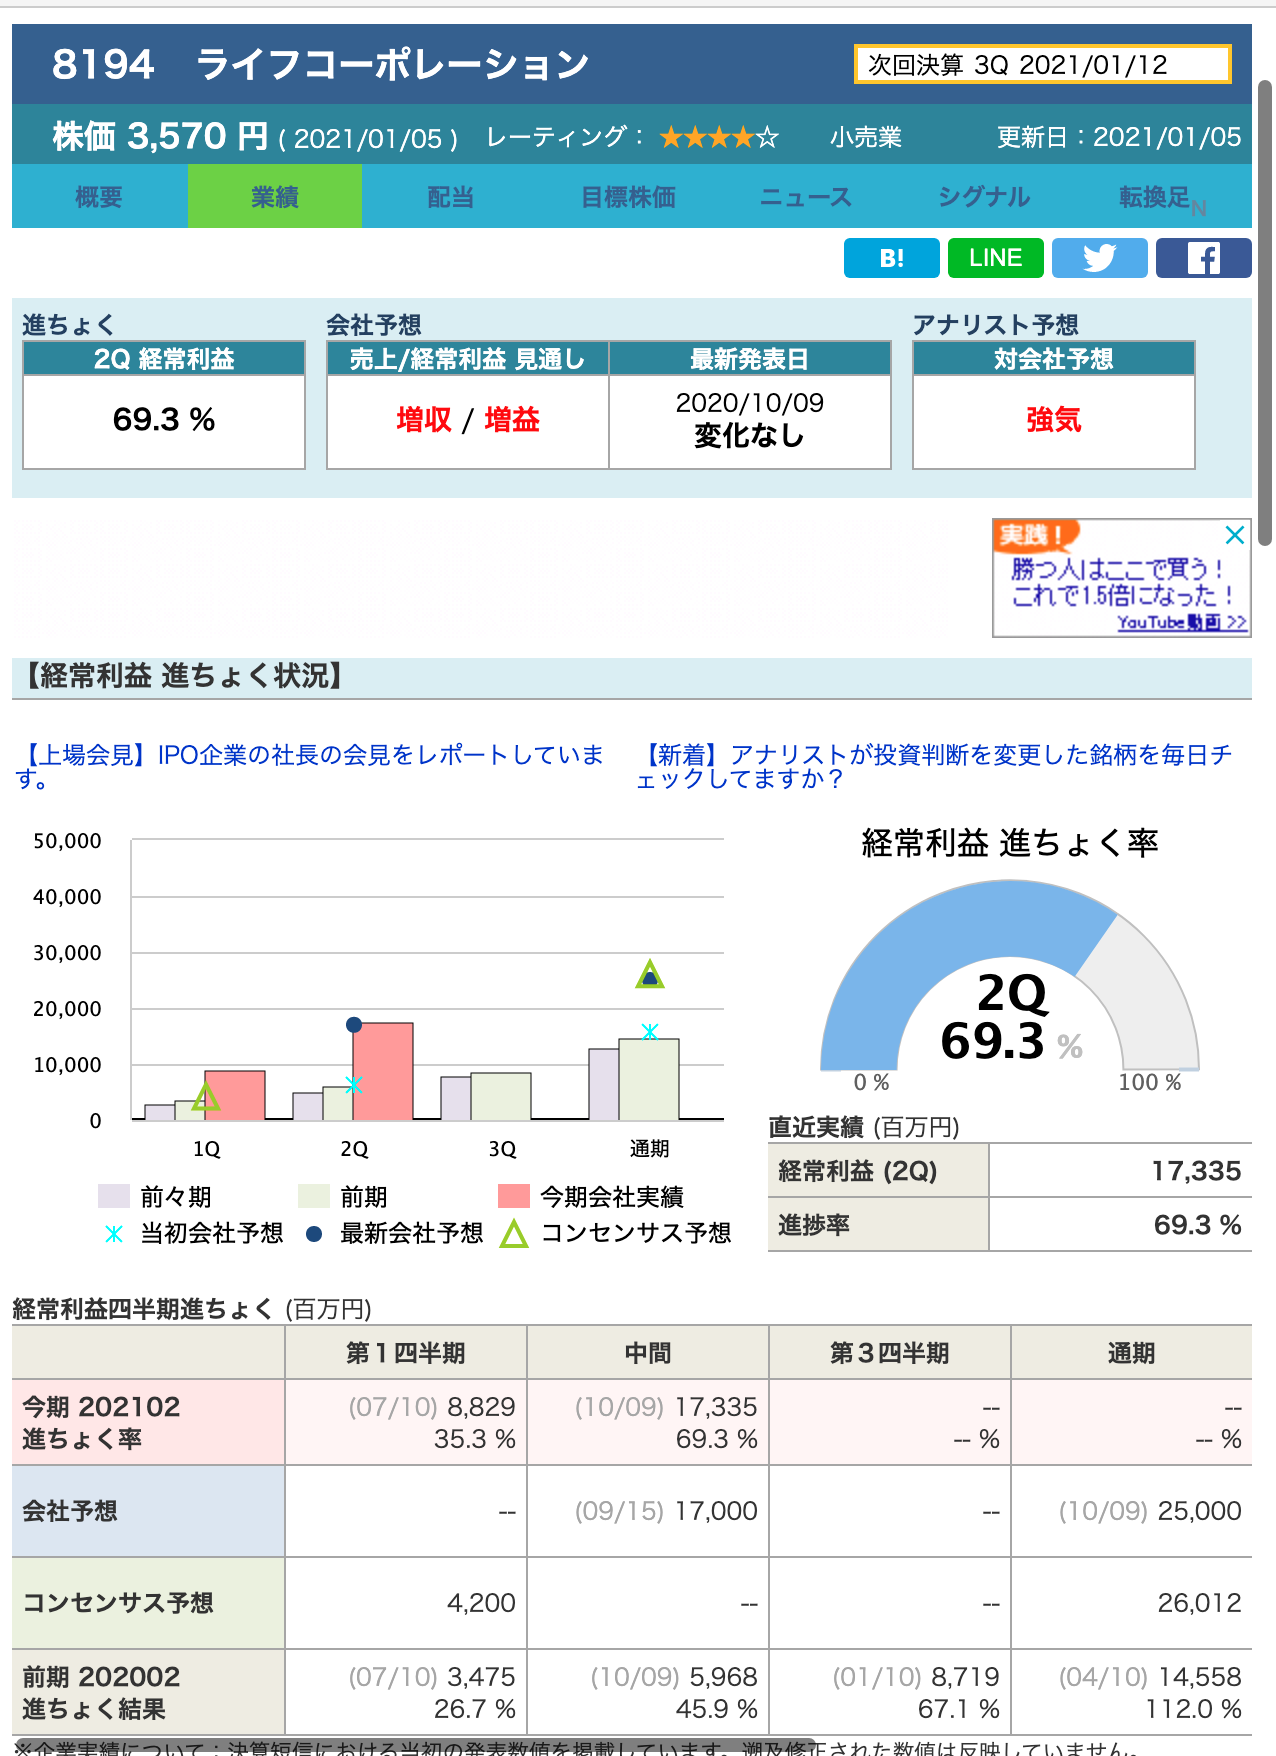 8194　ライフコーポレーション
次回決算 3Q 2021/01/12
株価 3,570 円 ( 2021/01/05 )　レーティング： ★★★★☆　小売業　更新日：2021/01/05
概要　業績　配当　目標株価　ニュース　シグナル　転換足N
B!　LINE
進ちょく　会社予想　アナリスト予想
2Q 経常利益　売上/経常利益 見通し　最新発表日　対会社予想
69.3 %　増収 / 増益　2020/10/09　強気
変化なし
実践！
勝つ人はここで買う！
これで1.5倍になった！
YouTube動画 >>
【経常利益 進ちょく状況】
【上場会見】IPO企業の社長の会見をレポートしていま
す。
【新着】アナリストが投資判断を変更した銘柄を毎日チ
ェックしてますか？
50,000
40,000
30,000
20,000
10,000
0
1Q　2Q　3Q　通期
前々期　前期　今期会社実績
当初会社予想　最新会社予想　コンセンサス予想
経常利益 進ちょく率
2Q
69.3 %
0 %　100 %
直近実績 (百万円)
経常利益 (2Q)　17,335
進捗率　69.3 %
経常利益四半期進ちょく (百万円)
第１四半期　中間　第３四半期　通期
今期 202102　(07/10) 8,829　(10/09) 17,335　--　--
進ちょく率　35.3 %　69.3 %　-- %　-- %
会社予想　--　(09/15) 17,000　--　(10/09) 25,000
コンセンサス予想　4,200　--　--　26,012
前期 202002　(07/10) 3,475　(10/09) 5,968　(01/10) 8,719　(04/10) 14,558
進ちょく結果　26.7 %　45.9 %　67.1 %　112.0 %
※企業実績について：決算短信における当初の発表数値を掲載しています。遡及修正された数値は反映していません。